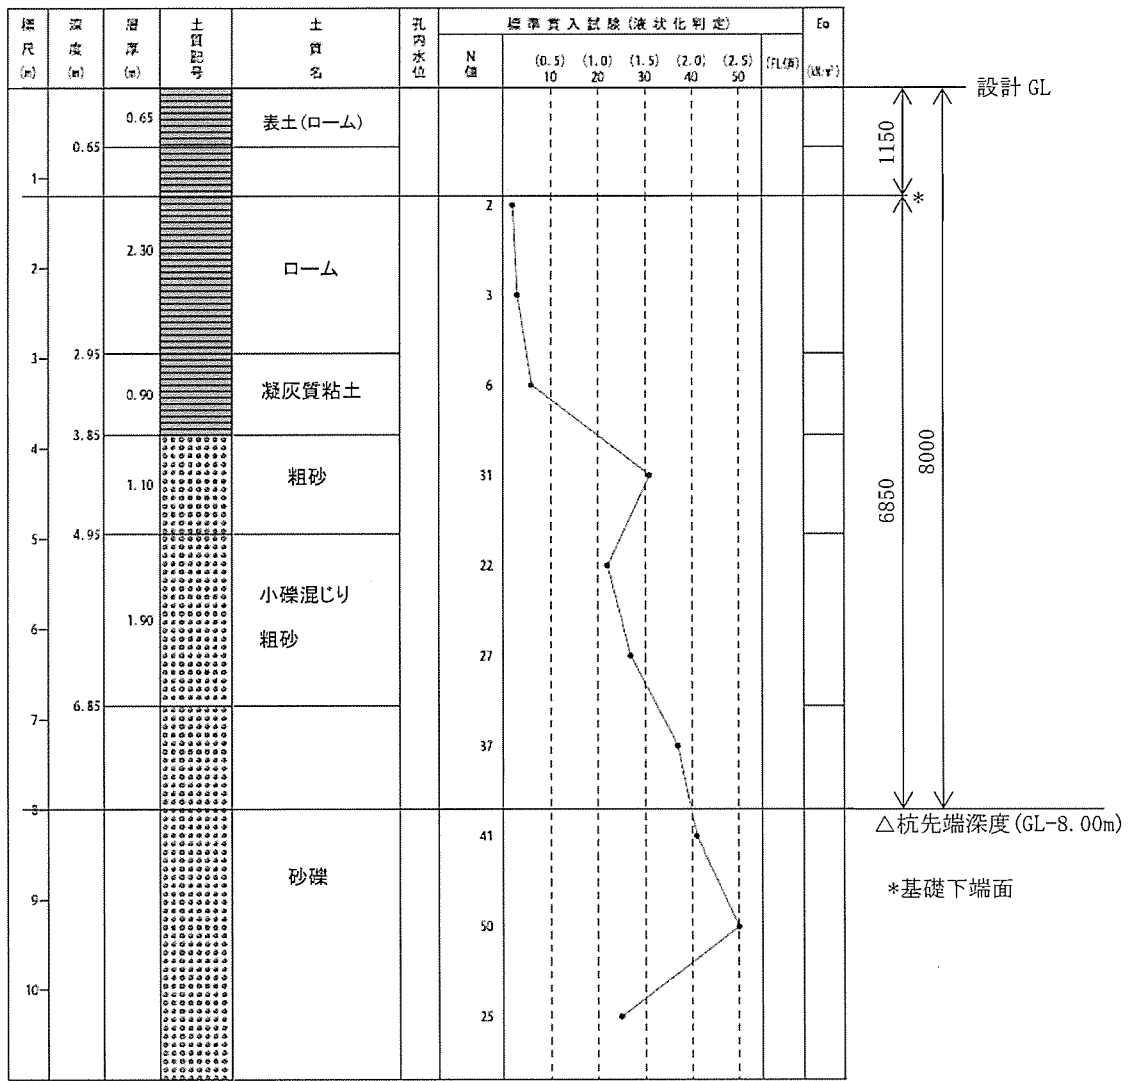 標尺(m)
深度(m)
層厚(m)
土質記号
土質名
孔内水位
標準貫入試験(液状化判定)
N値
(0.5) (1.0) (1.5) (2.0) (2.5)
10 20 30 40 50
(FL値)
Eo
(kN/㎡)
設計 GL
0.65
表土(ローム)
0.65
1150
1
*
2
2.30
ローム
2
3
2.95
3
6
0.90
凝灰質粘土
3.85
4
8000
1.10
粗砂
31
6850
4.95
5
22
小礫混じり
1.90
粗砂
6
27
6.85
7
37
8
△杭先端深度(GL-8.00m)
41
砂礫
*基礎下端面
9
50
10
25